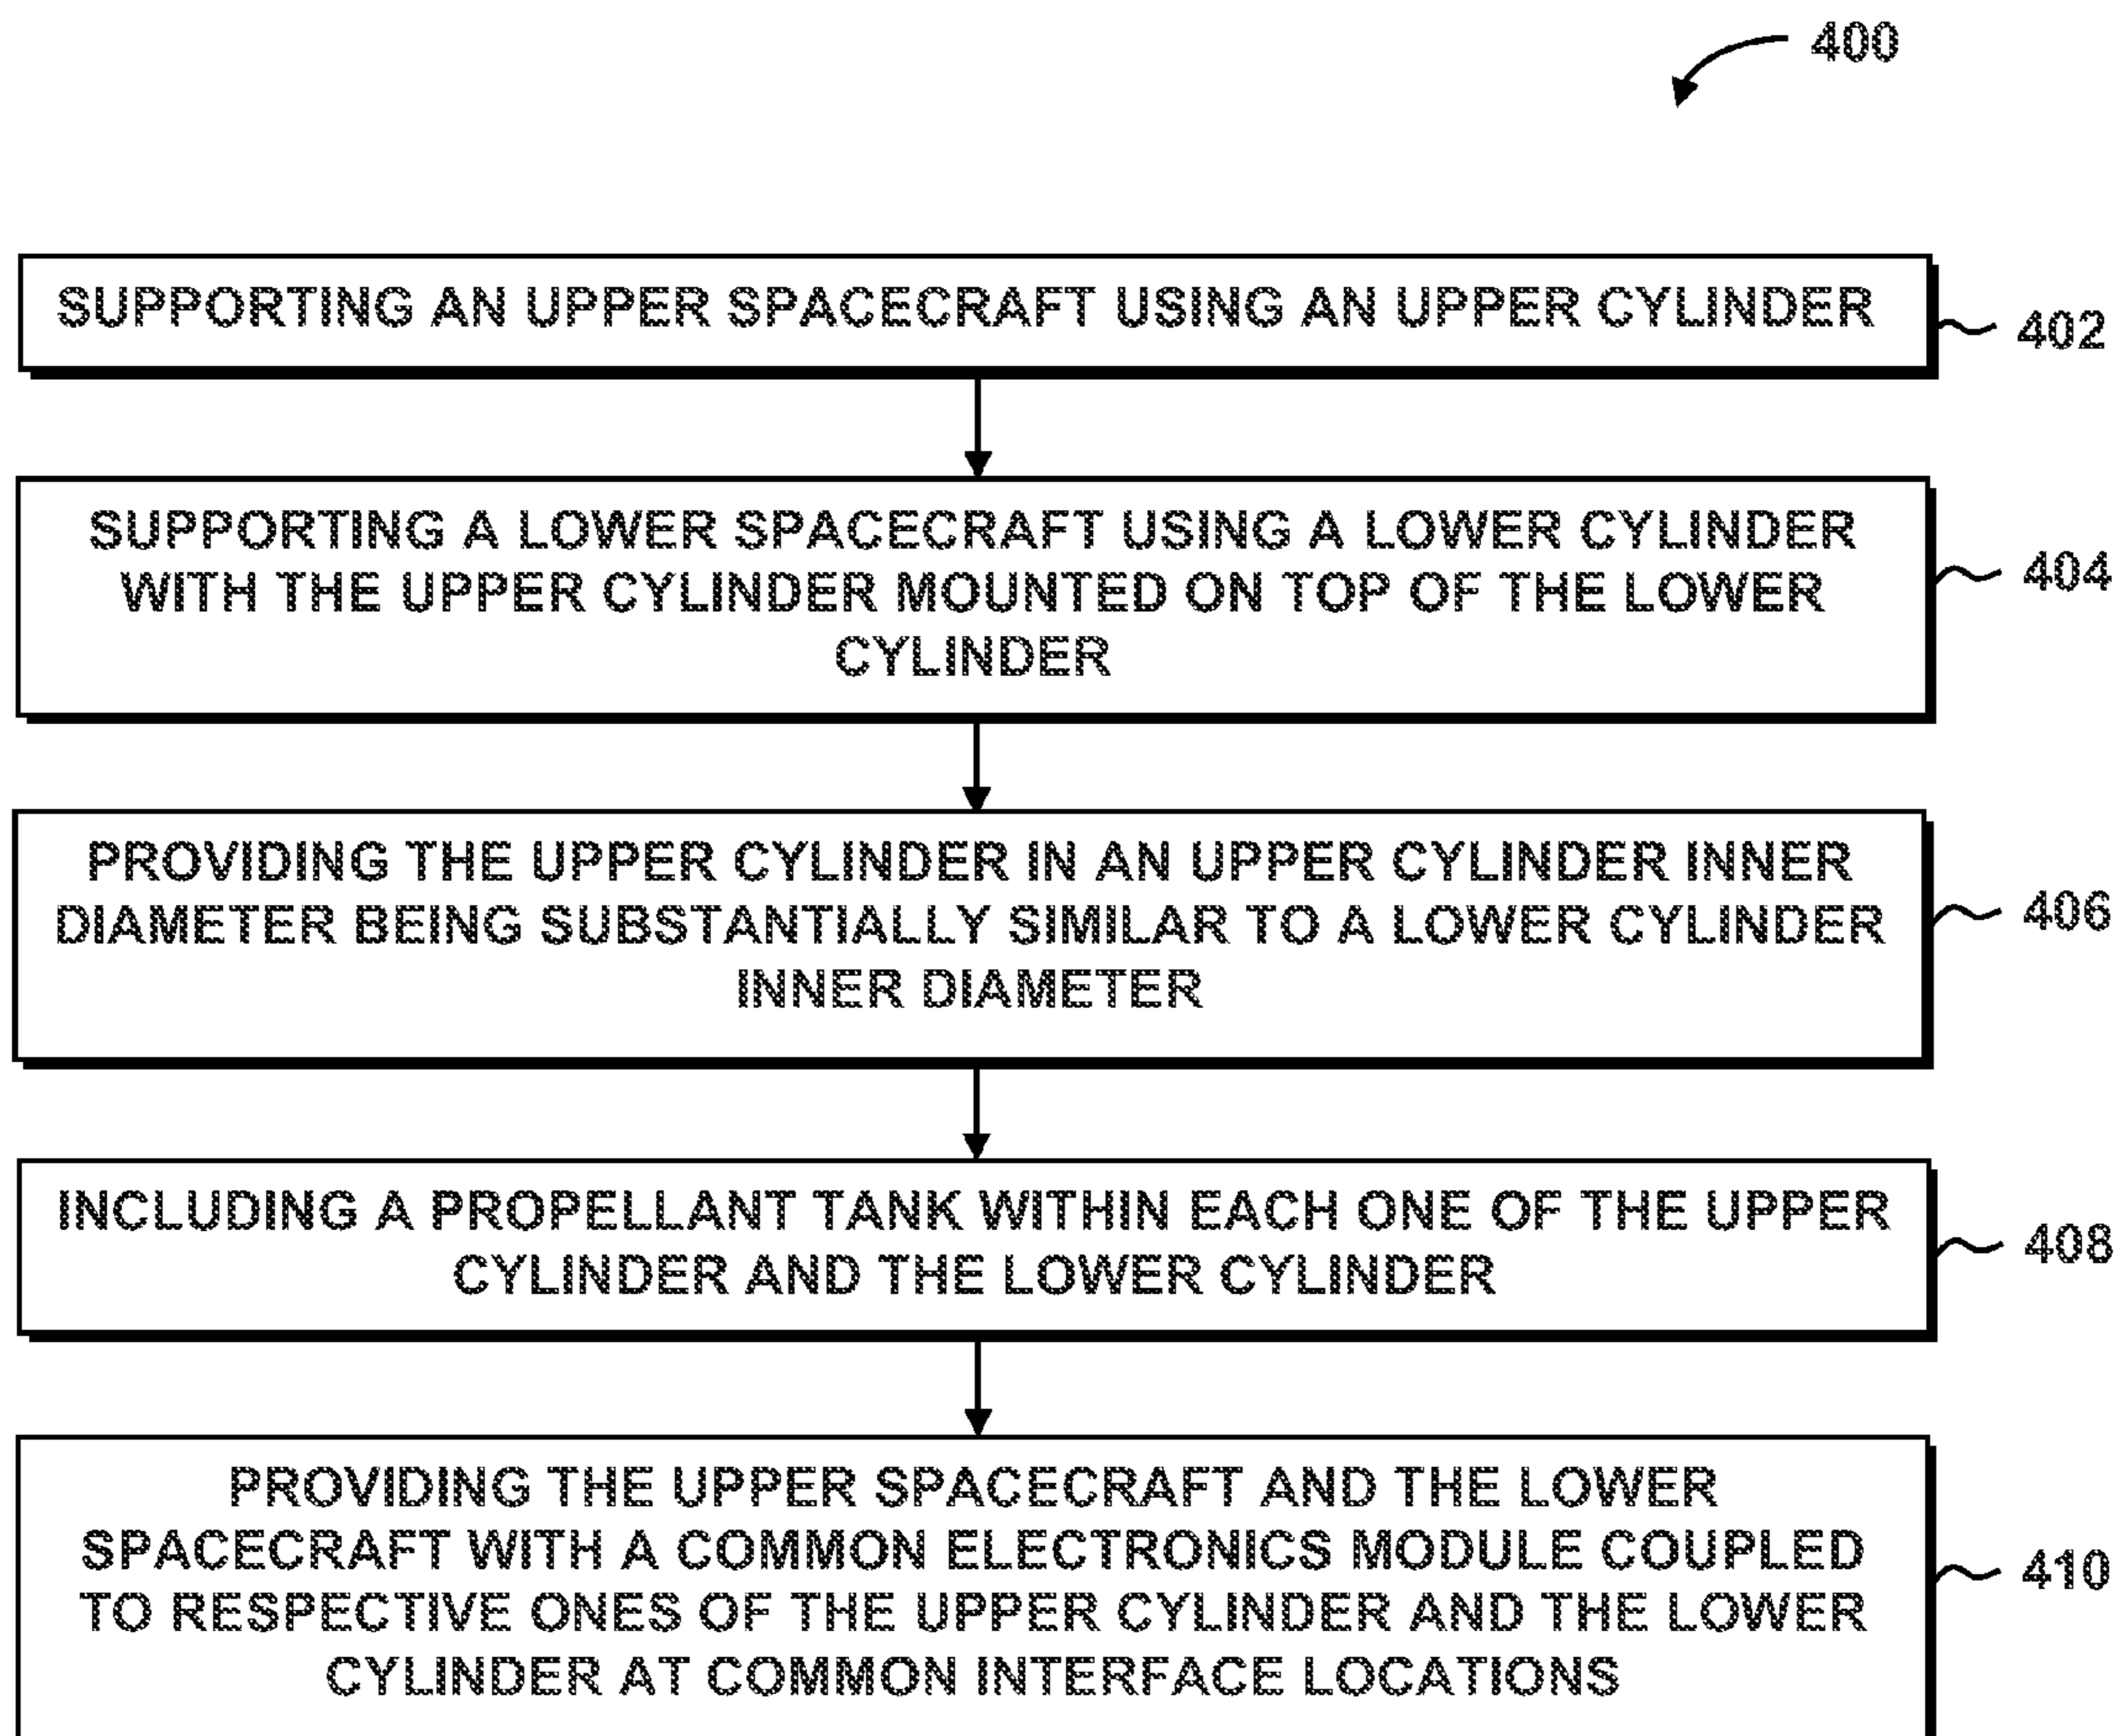 400
SUPPORTING AN UPPER SPACECRAFT USING AN UPPER CYLINDER
402
SUPPORTING A LOWER SPACECRAFT USING A LOWER CYLINDER
WITH THE UPPER CYLINDER MOUNTED ON TOP OF THE LOWER
CYLINDER
404
PROVIDING THE UPPER CYLINDER IN AN UPPER CYLINDER INNER
DIAMETER BEING SUBSTANTIALLY SIMILAR TO A LOWER CYLINDER
INNER DIAMETER
406
INCLUDING A PROPELLANT TANK WITHIN EACH ONE OF THE UPPER
CYLINDER AND THE LOWER CYLINDER
408
PROVIDING THE UPPER SPACECRAFT AND THE LOWER
SPACECRAFT WITH A COMMON ELECTRONICS MODULE COUPLED
TO RESPECTIVE ONES OF THE UPPER CYLINDER AND THE LOWER
CYLINDER AT COMMON INTERFACE LOCATIONS
410